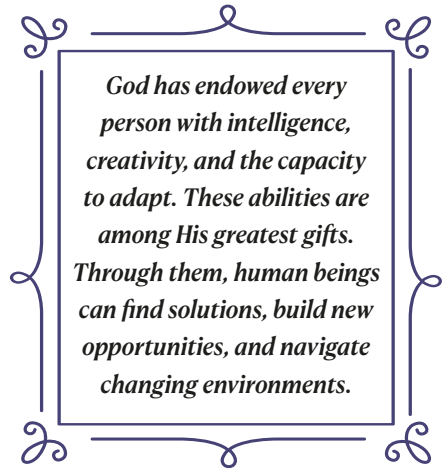 God has endowed every
person with intelligence,
creativity, and the capacity
to adapt. These abilities are
among His greatest gifts.
Through them, human beings
can find solutions, build new
opportunities, and navigate
changing environments.